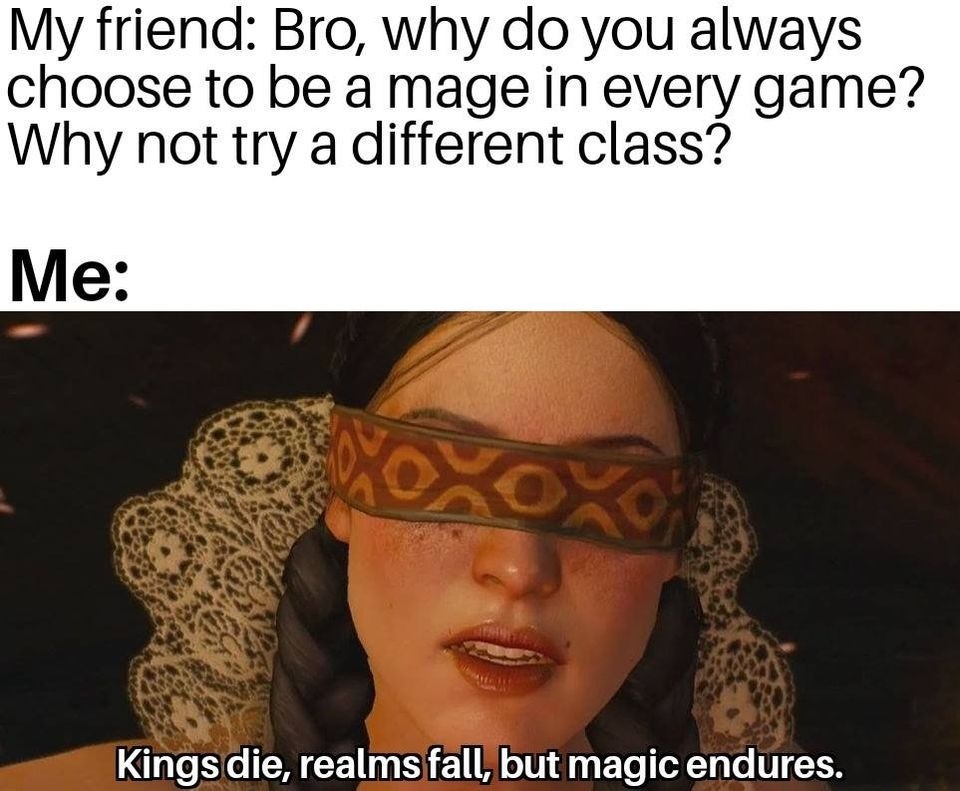 My friend: Bro, why do you always
choose to be a mage in every game?
Why not try a different class?
Me:
Kings die, realms fall, but magic endures.